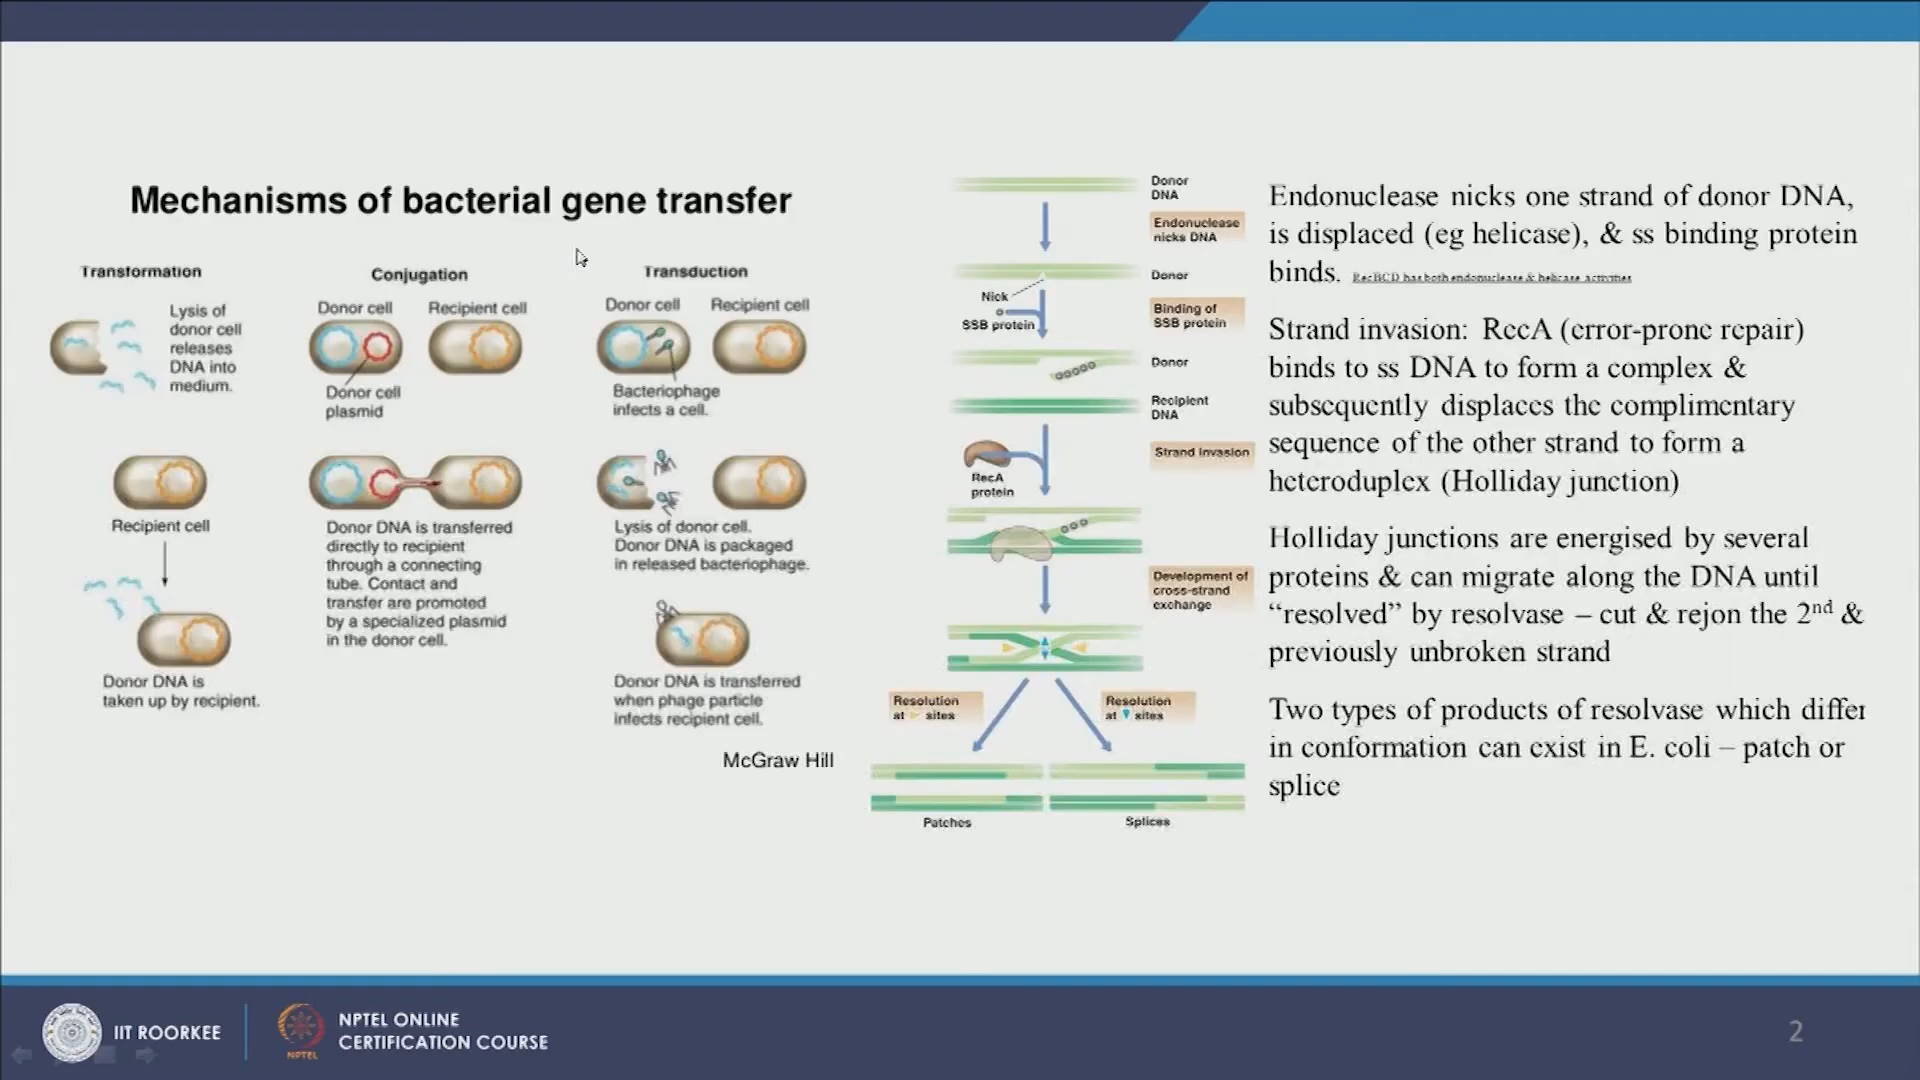 Mechanisms of bacterial gene transfer
Transformation
Lysis of
donor cell
releases
DNA into
medium.
Recipient cell
Donor DNA is
taken up by recipient.
Conjugation
Donor cell
Recipient cell
Donor cell
plasmid
Donor DNA is transferred
directly to recipient
through a connecting
tube. Contact and
transfer are promoted
by a specialized plasmid
in the donor cell.
Transduction
Donor cell
Recipient cell
Bacteriophage
infects a cell.
Lysis of donor cell.
Donor DNA is packaged
in released bacteriophage.
Donor DNA is transferred
when phage particle
infects recipient cell.
McGraw Hill
Donor
DNA
Endonuclease
nicks DNA
Donor
Nick
SSB protein
Binding of
SSB protein
Donor
Recipient
DNA
Strand Invasion
RecA
protein
Development of
cross-strand
exchange
Resolution
at sites
Resolution
at sites
Patches
Splices
Endonuclease nicks one strand of donor DNA,
is displaced (eg helicase), & ss binding protein
binds. RecBCD has both endonuclease & helicase activities
Strand invasion: RecA (error-prone repair)
binds to ss DNA to form a complex &
subsequently displaces the complimentary
sequence of the other strand to form a
heteroduplex (Holliday junction)
Holliday junctions are energised by several
proteins & can migrate along the DNA until
“resolved” by resolvase – cut & rejon the 2nd &
previously unbroken strand
Two types of products of resolvase which differ
in conformation can exist in E. coli – patch or
splice
IIT ROORKEE
NPTEL
NPTEL ONLINE
CERTIFICATION COURSE
2